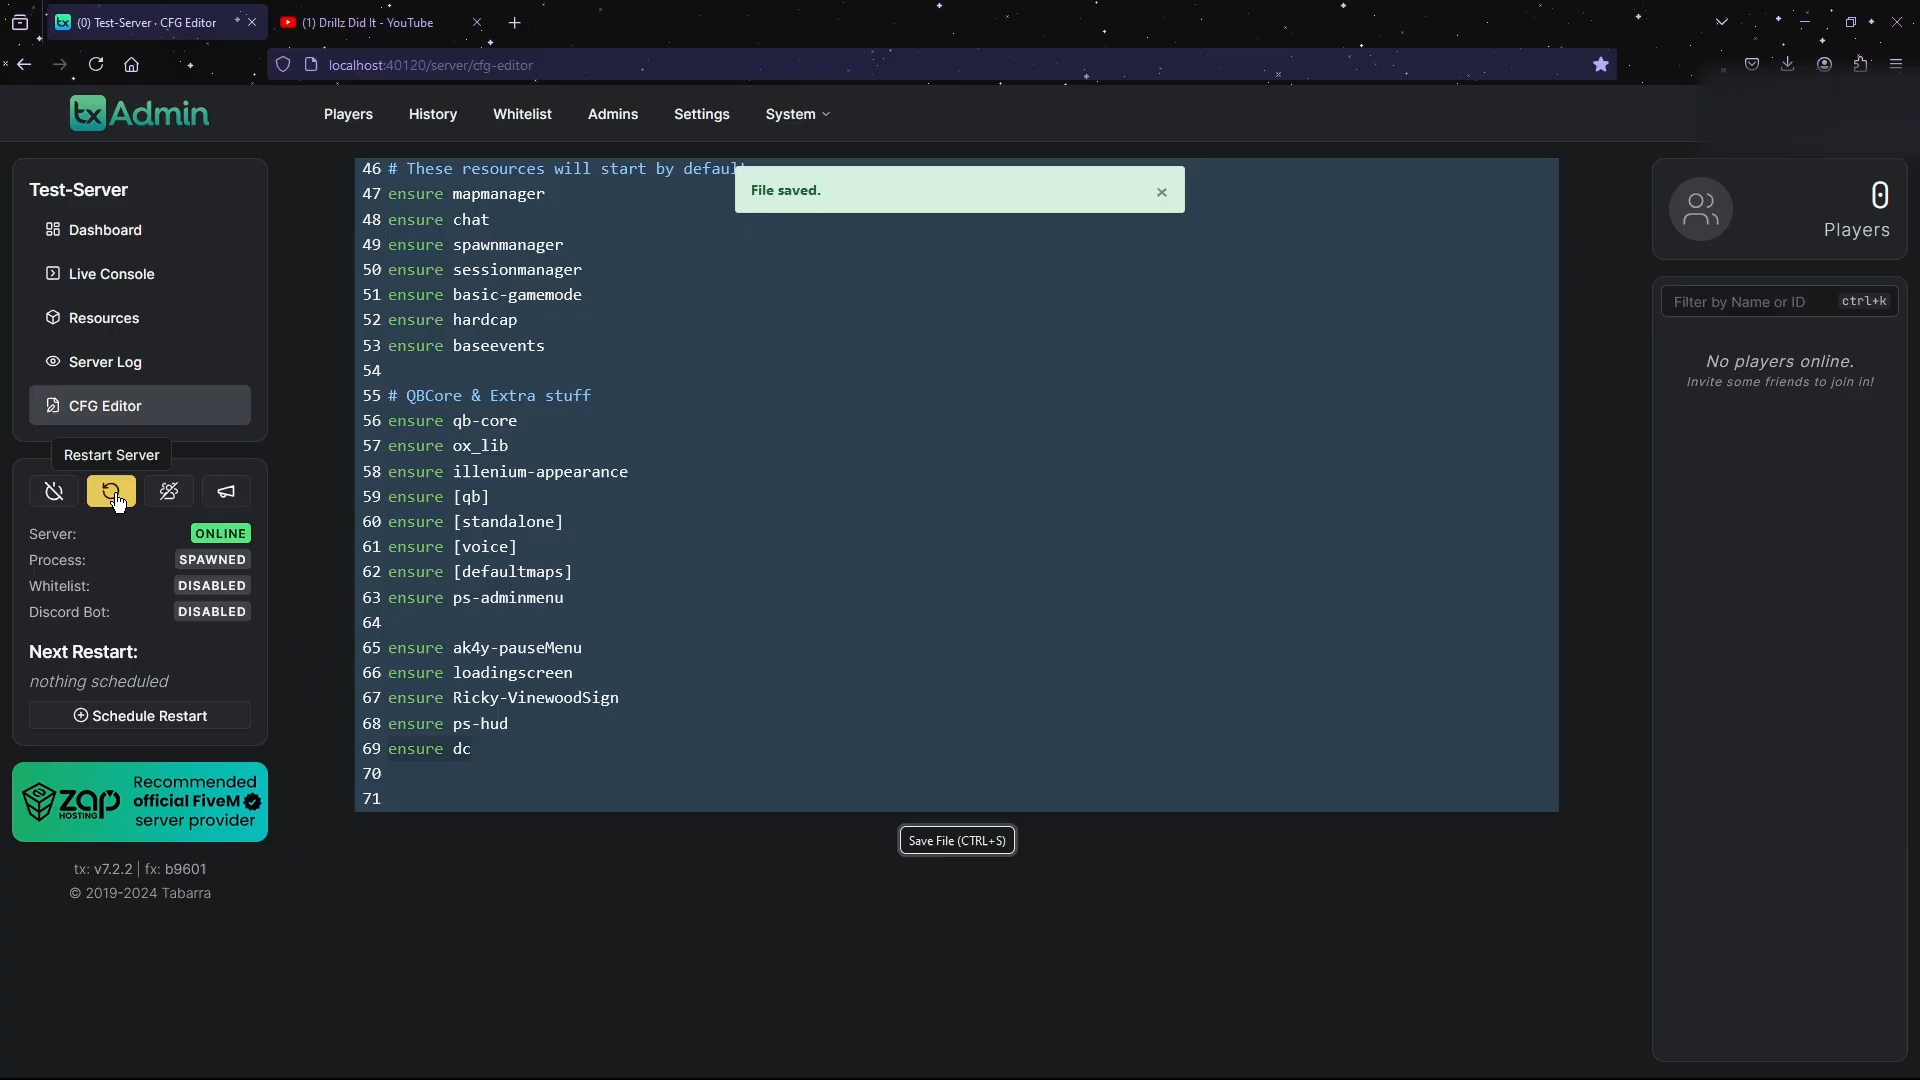 (0) Test-Server · CFG Editor
(1) Drillz Did It - YouTube
localhost:40120/server/cfg-editor
tx Admin
Players
History
Whitelist
Admins
Settings
System
Test-Server
Dashboard
Live Console
Resources
Server Log
CFG Editor
Restart Server
Server: ONLINE
Process: SPAWNED
Whitelist: DISABLED
Discord Bot: DISABLED
Next Restart:
nothing scheduled
Schedule Restart
ZAP HOSTING
Recommended
official FiveM
server provider
tx: v7.2.2 | fx: b9601
© 2019-2024 Tabarra
File saved.
46 # These resources will start by defaul
47 ensure mapmanager
48 ensure chat
49 ensure spawnmanager
50 ensure sessionmanager
51 ensure basic-gamemode
52 ensure hardcap
53 ensure baseevents
54
55 # QBCore & Extra stuff
56 ensure qb-core
57 ensure ox_lib
58 ensure illenium-appearance
59 ensure [qb]
60 ensure [standalone]
61 ensure [voice]
62 ensure [defaultmaps]
63 ensure ps-adminmenu
64
65 ensure ak4y-pauseMenu
66 ensure loadingscreen
67 ensure Ricky-VinewoodSign
68 ensure ps-hud
69 ensure dc
70
71
Save File (CTRL+S)
0
Players
Filter by Name or ID ctrl+k
No players online.
Invite some friends to join in!